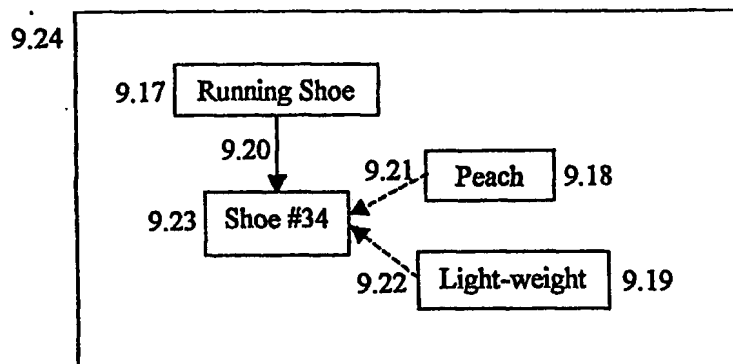 9.24
9.17 Running Shoe
9.20
9.21 Peach 9.18
9.23 Shoe #34
9.22 Light-weight 9.19